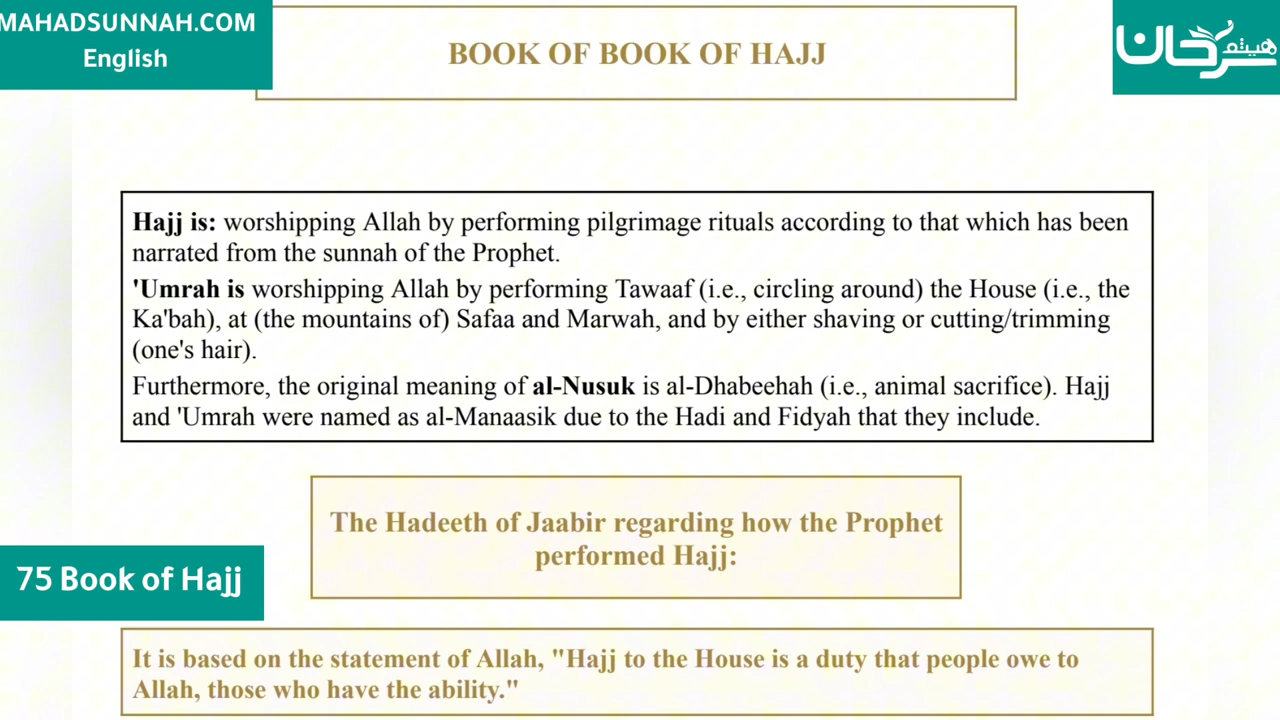 MAHADSUNNAH.COM
English
BOOK OF BOOK OF HAJJ
هيثم
سرحان
Hajj is: worshipping Allah by performing pilgrimage rituals according to that which has been
narrated from the sunnah of the Prophet.
'Umrah is worshipping Allah by performing Tawaaf (i.e., circling around) the House (i.e., the
Ka'bah), at (the mountains of) Safaa and Marwah, and by either shaving or cutting/trimming
(one's hair).
Furthermore, the original meaning of al-Nusuk is al-Dhabeehah (i.e., animal sacrifice). Hajj
and 'Umrah were named as al-Manaasik due to the Hadi and Fidyah that they include.
The Hadeeth of Jaabir regarding how the Prophet
performed Hajj:
75 Book of Hajj
It is based on the statement of Allah, "Hajj to the House is a duty that people owe to
Allah, those who have the ability."